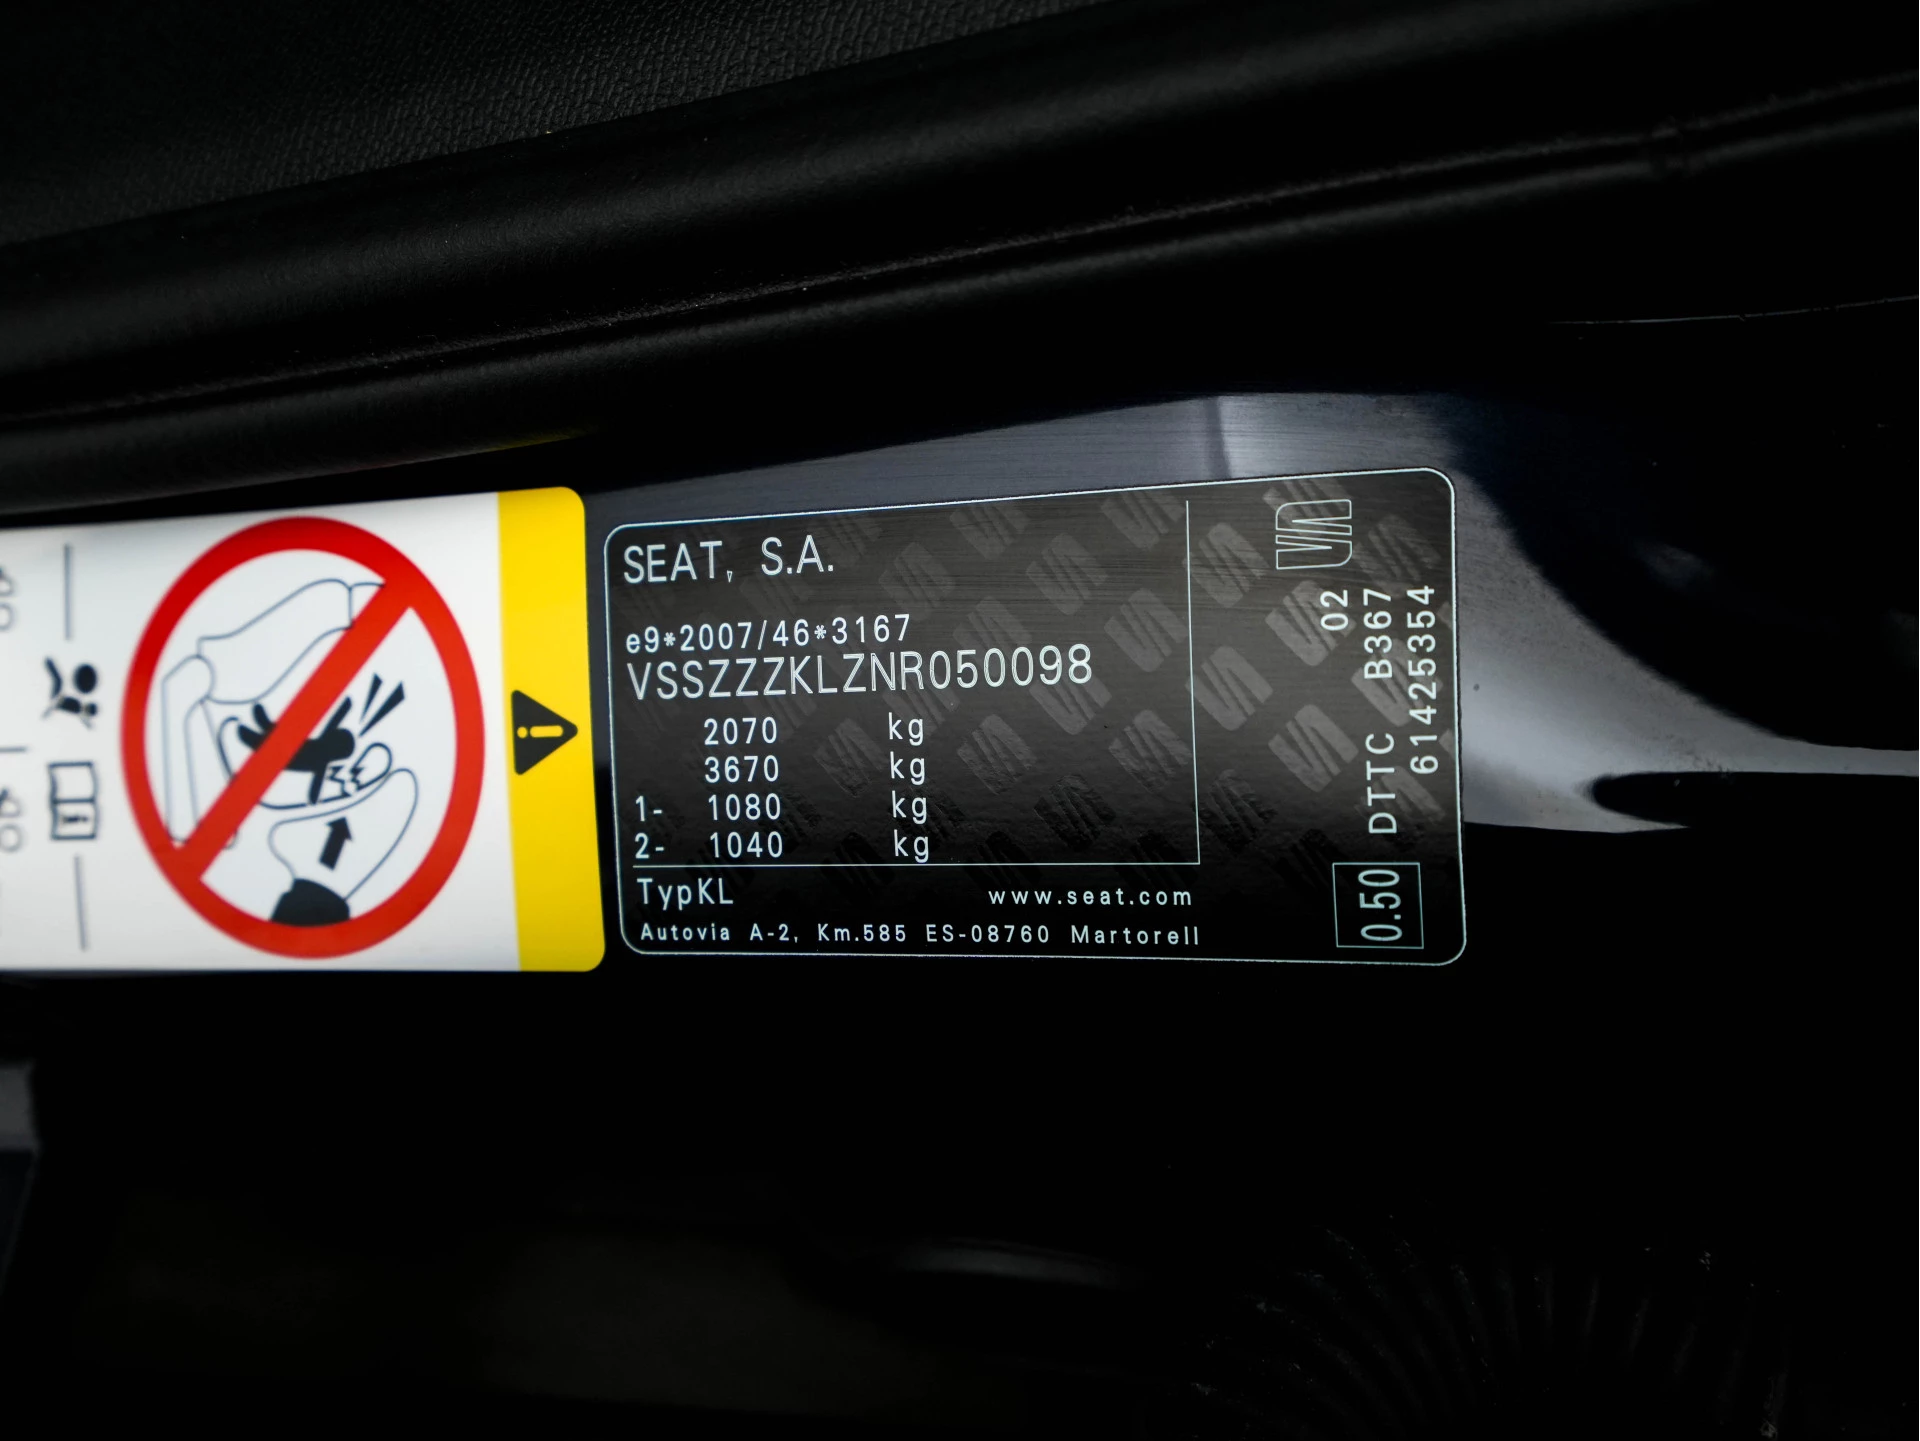 SEAT, S.A.
e9*2007/46*3167
VSSZZZKLZNR050098
2070 kg
3670 kg
1- 1080 kg
2- 1040 kg
TypKL www.seat.com
Autovia A-2, Km.585 ES-08760 Martorell
02
DTTC B367
61425354
0.50